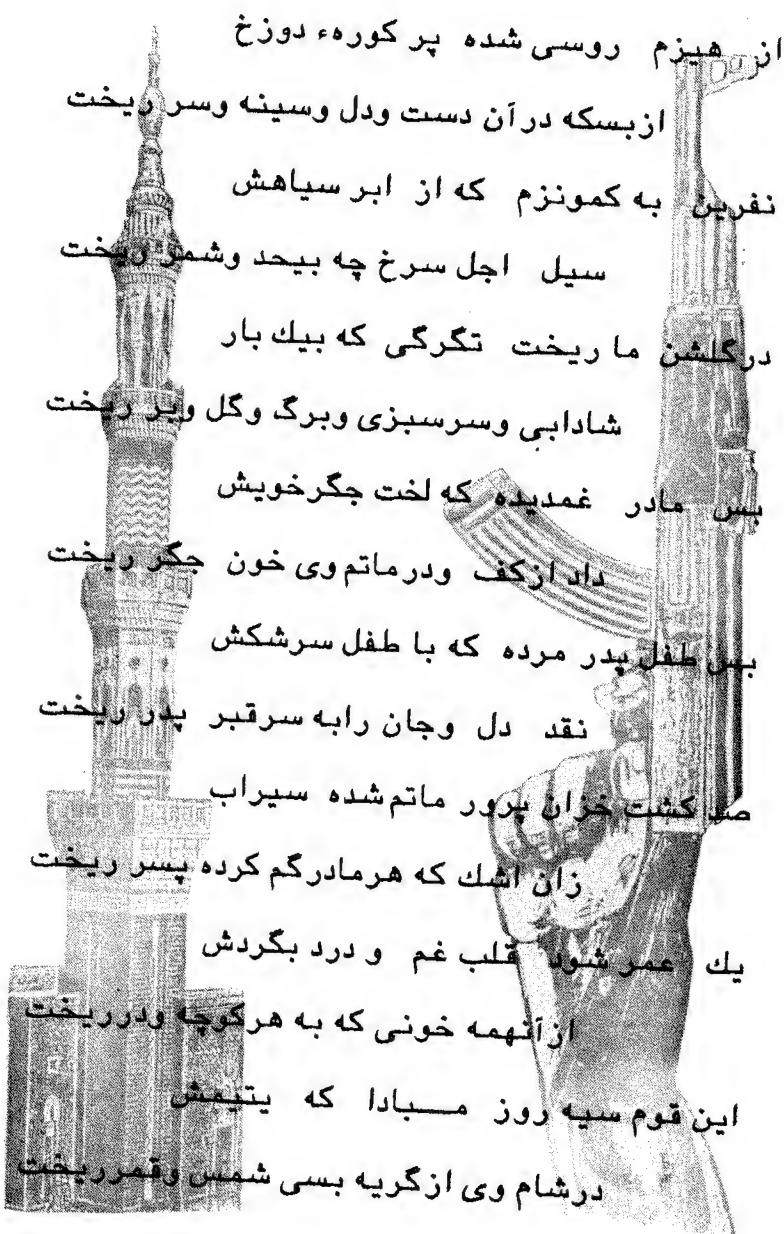 از هیزم روسی شده پر کوره‌ء دوزخ
ازبسکه درآن دست ودل وسینه وسر ریخت
نفرین به کمونزم که از ابر سیاهش
سیل اجل سرخ چه بیحد وشمر ریخت
درگلشن ما ریخت تگرگی که بیك بار
شادابی وسرسبزی وبرگ وگل وبر ریخت
بس مادر غمدیده که لخت جگرخویش
داد ازکف ودرماتم وی خون جگر ریخت
بس طفل پدر مرده که با طفل سرشکش
نقد دل وجان رابه سرقبر پدر ریخت
صد کشت خزان پرور ماتم شده سیراب
زان اشك که هرمادرگم کرده پسر ریخت
یك عمر شود قلب غم و درد بگردش
ازآنهمه خونی که به هرکوچه ودرریخت
این قوم سیه روز مـبادا که یتیمش
درشام وی ازگریه بسی شمس وقمرریخت